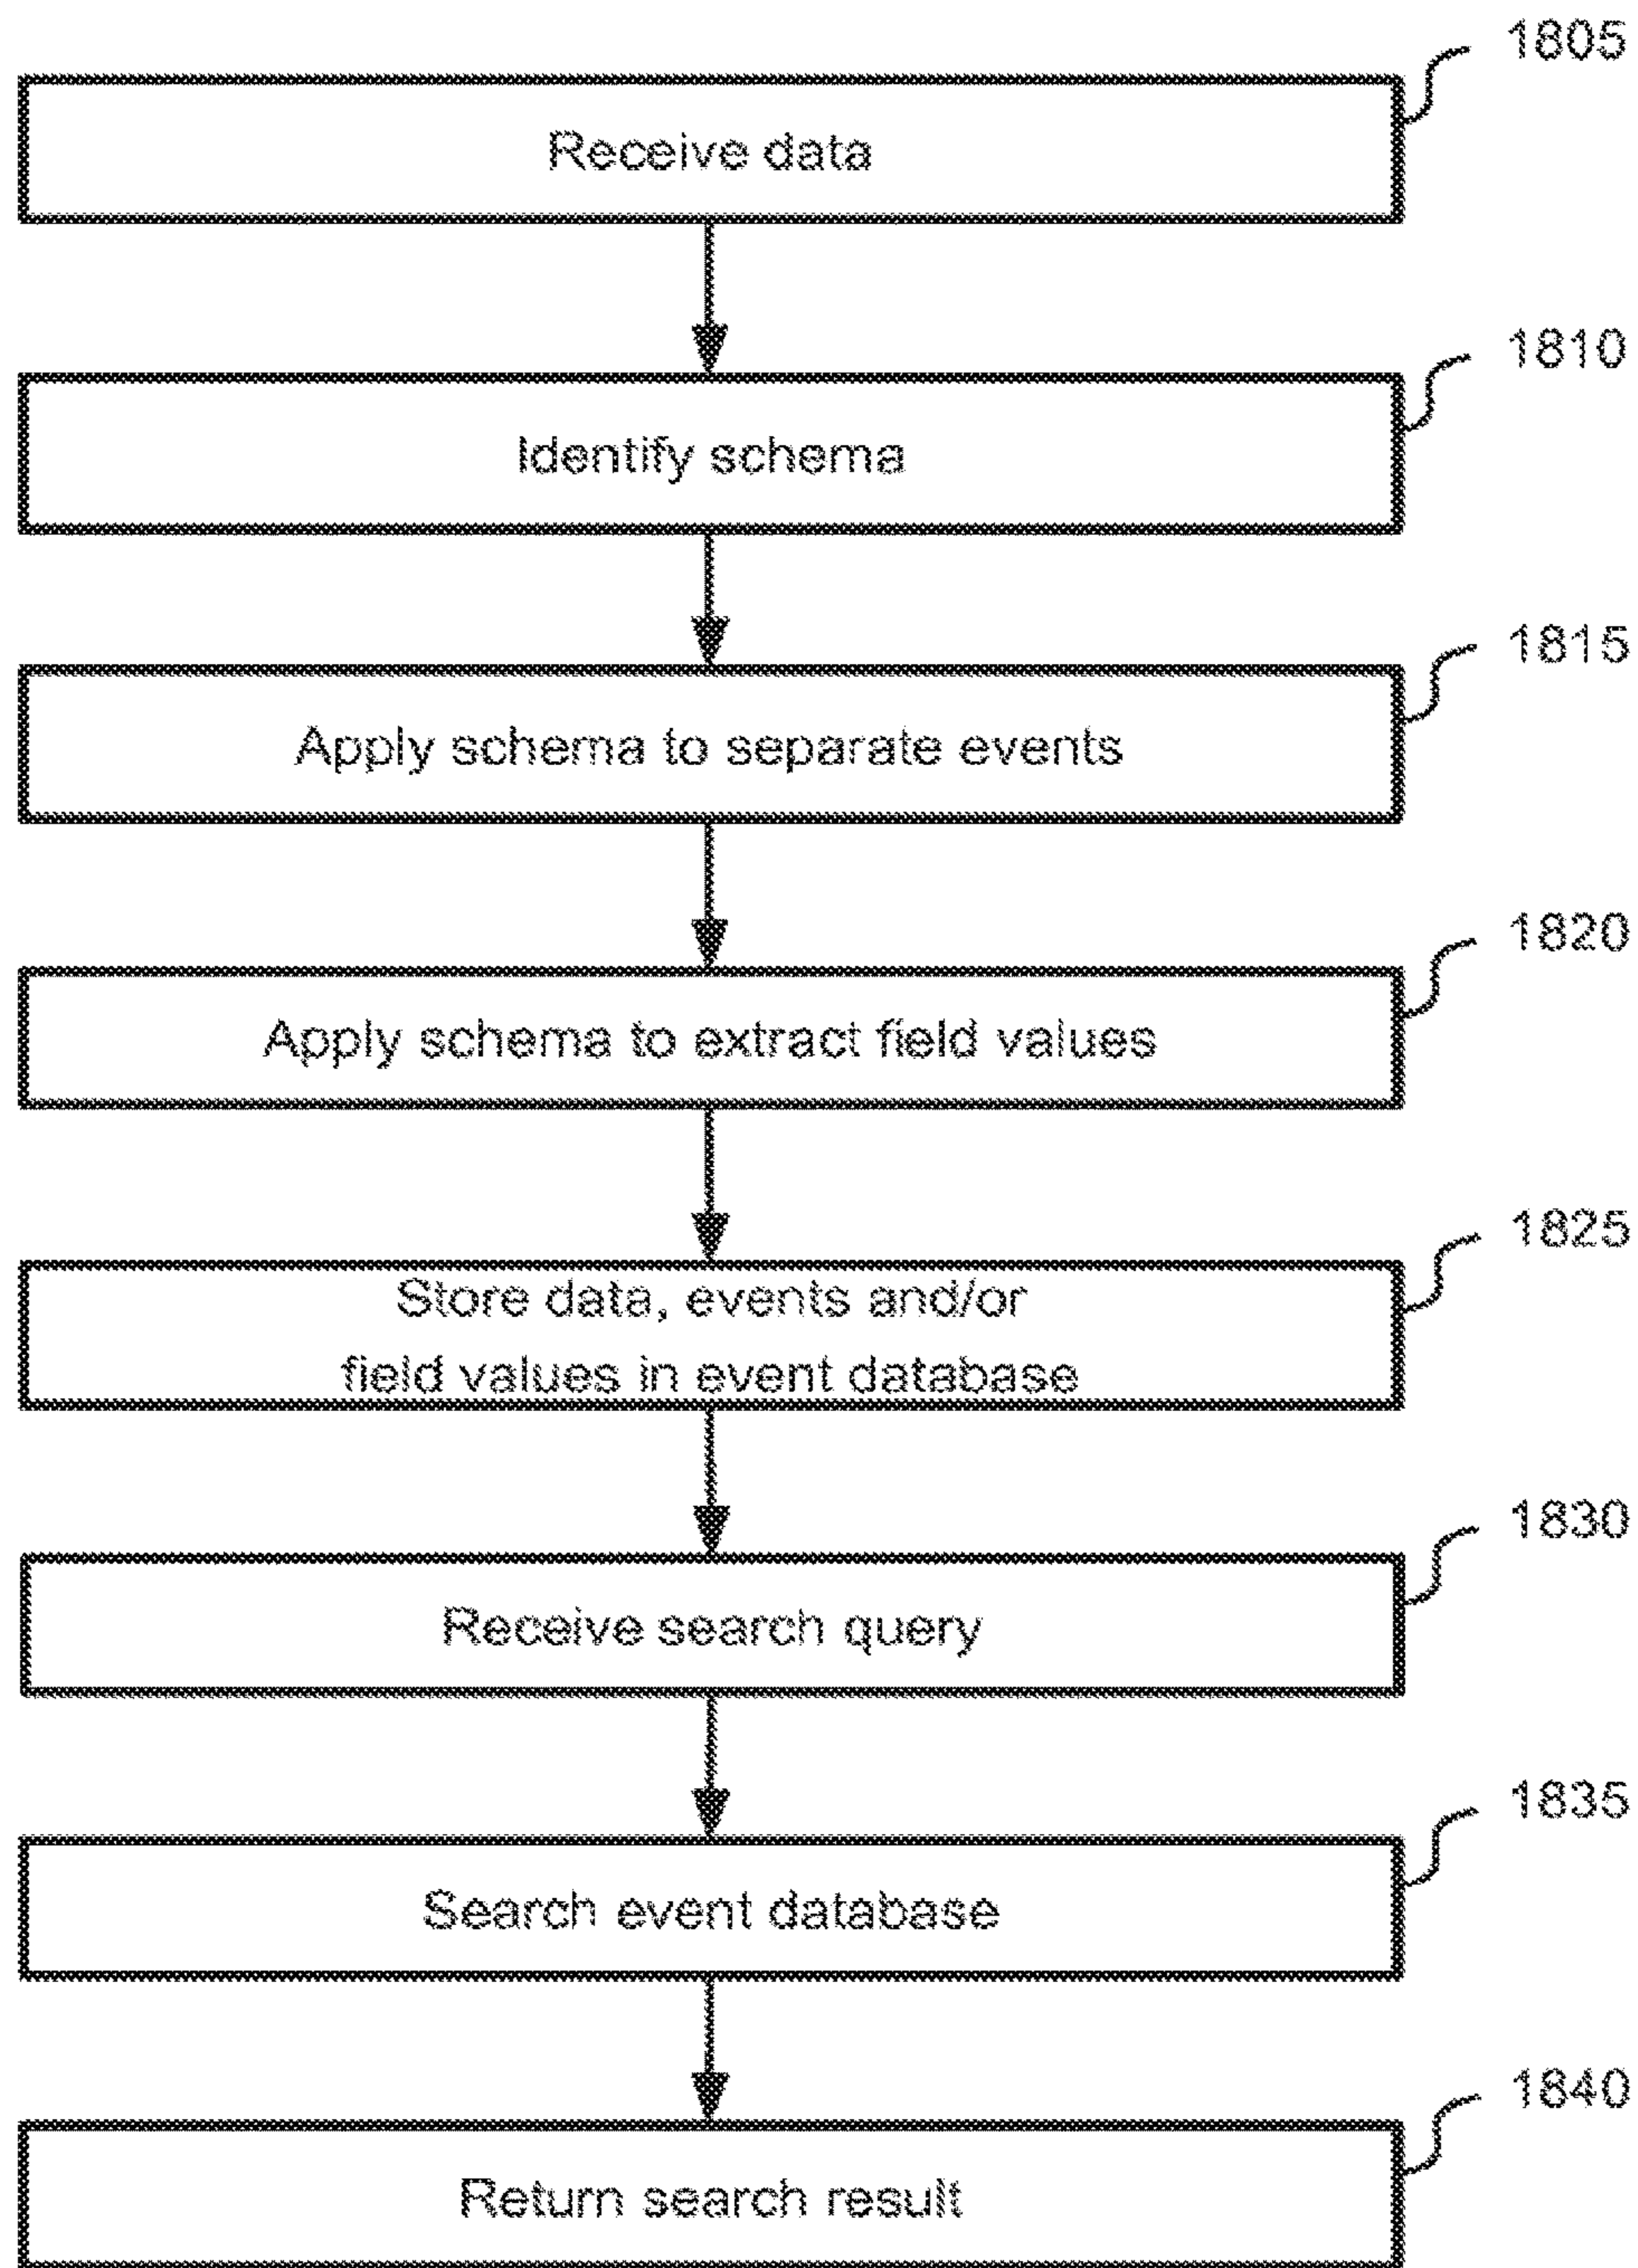 1805
Receive data
1810
Identify schema
1815
Apply schema to separate events
1820
Apply schema to extract field values
1825
Store data, events and/or
field values in event database
1830
Receive search query
1835
Search event database
1840
Return search result